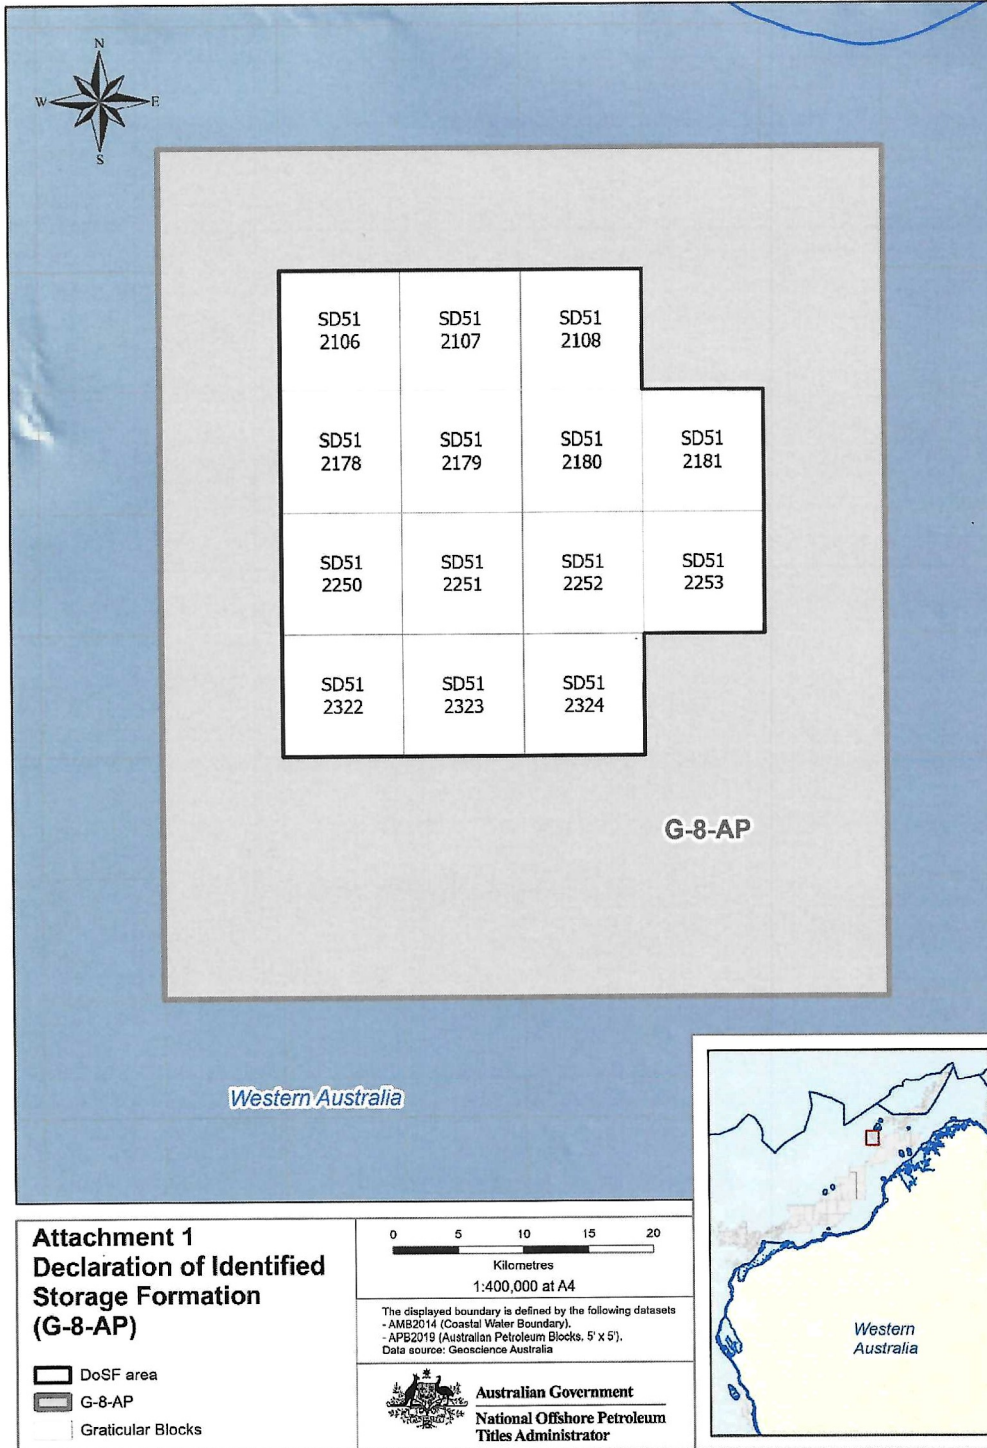 N
W
E
S
SD51
2106
SD51
2107
SD51
2108
SD51
2178
SD51
2179
SD51
2180
SD51
2181
SD51
2250
SD51
2251
SD51
2252
SD51
2253
SD51
2322
SD51
2323
SD51
2324
G-8-AP
Western Australia
Attachment 1
Declaration of Identified
Storage Formation
(G-8-AP)
DoSF area
G-8-AP
Graticular Blocks
0 5 10 15 20
Kilometres
1:400,000 at A4
The displayed boundary is defined by the following datasets
- AMB2014 (Coastal Water Boundary).
- APB2019 (Australian Petroleum Blocks, 5' x 5').
Data source: Geoscience Australia
Australian Government
National Offshore Petroleum
Titles Administrator
Western
Australia